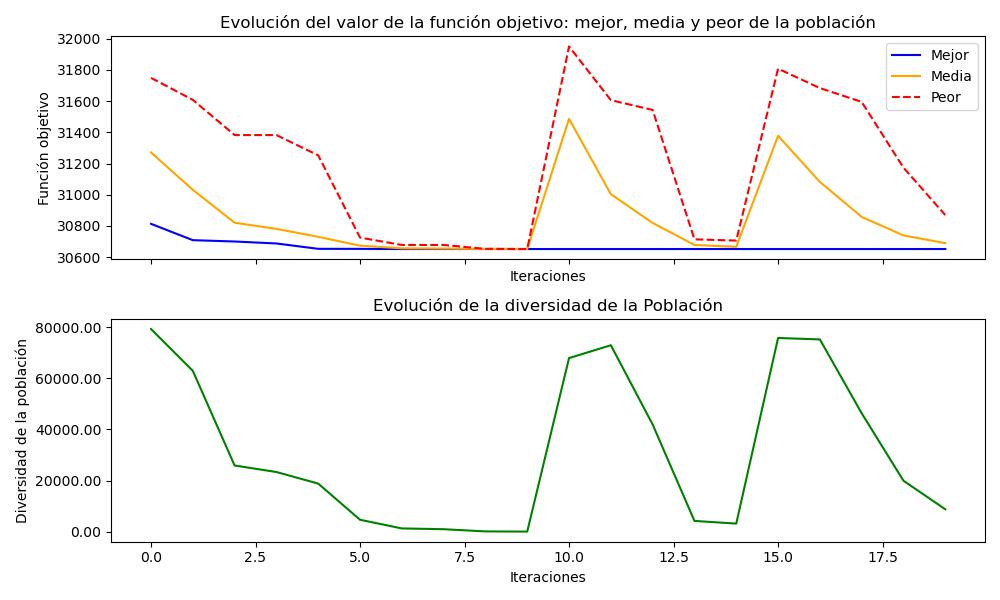 Evolución del valor de la función objetivo: mejor, media y peor de la población
32000
31800
31600
31400
31200
31000
30800
30600
Función objetivo
Mejor
Media
Peor
Iteraciones
Evolución de la diversidad de la Población
80000.00
60000.00
40000.00
20000.00
0.00
Diversidad de la población
0.0 2.5 5.0 7.5 10.0 12.5 15.0 17.5
Iteraciones